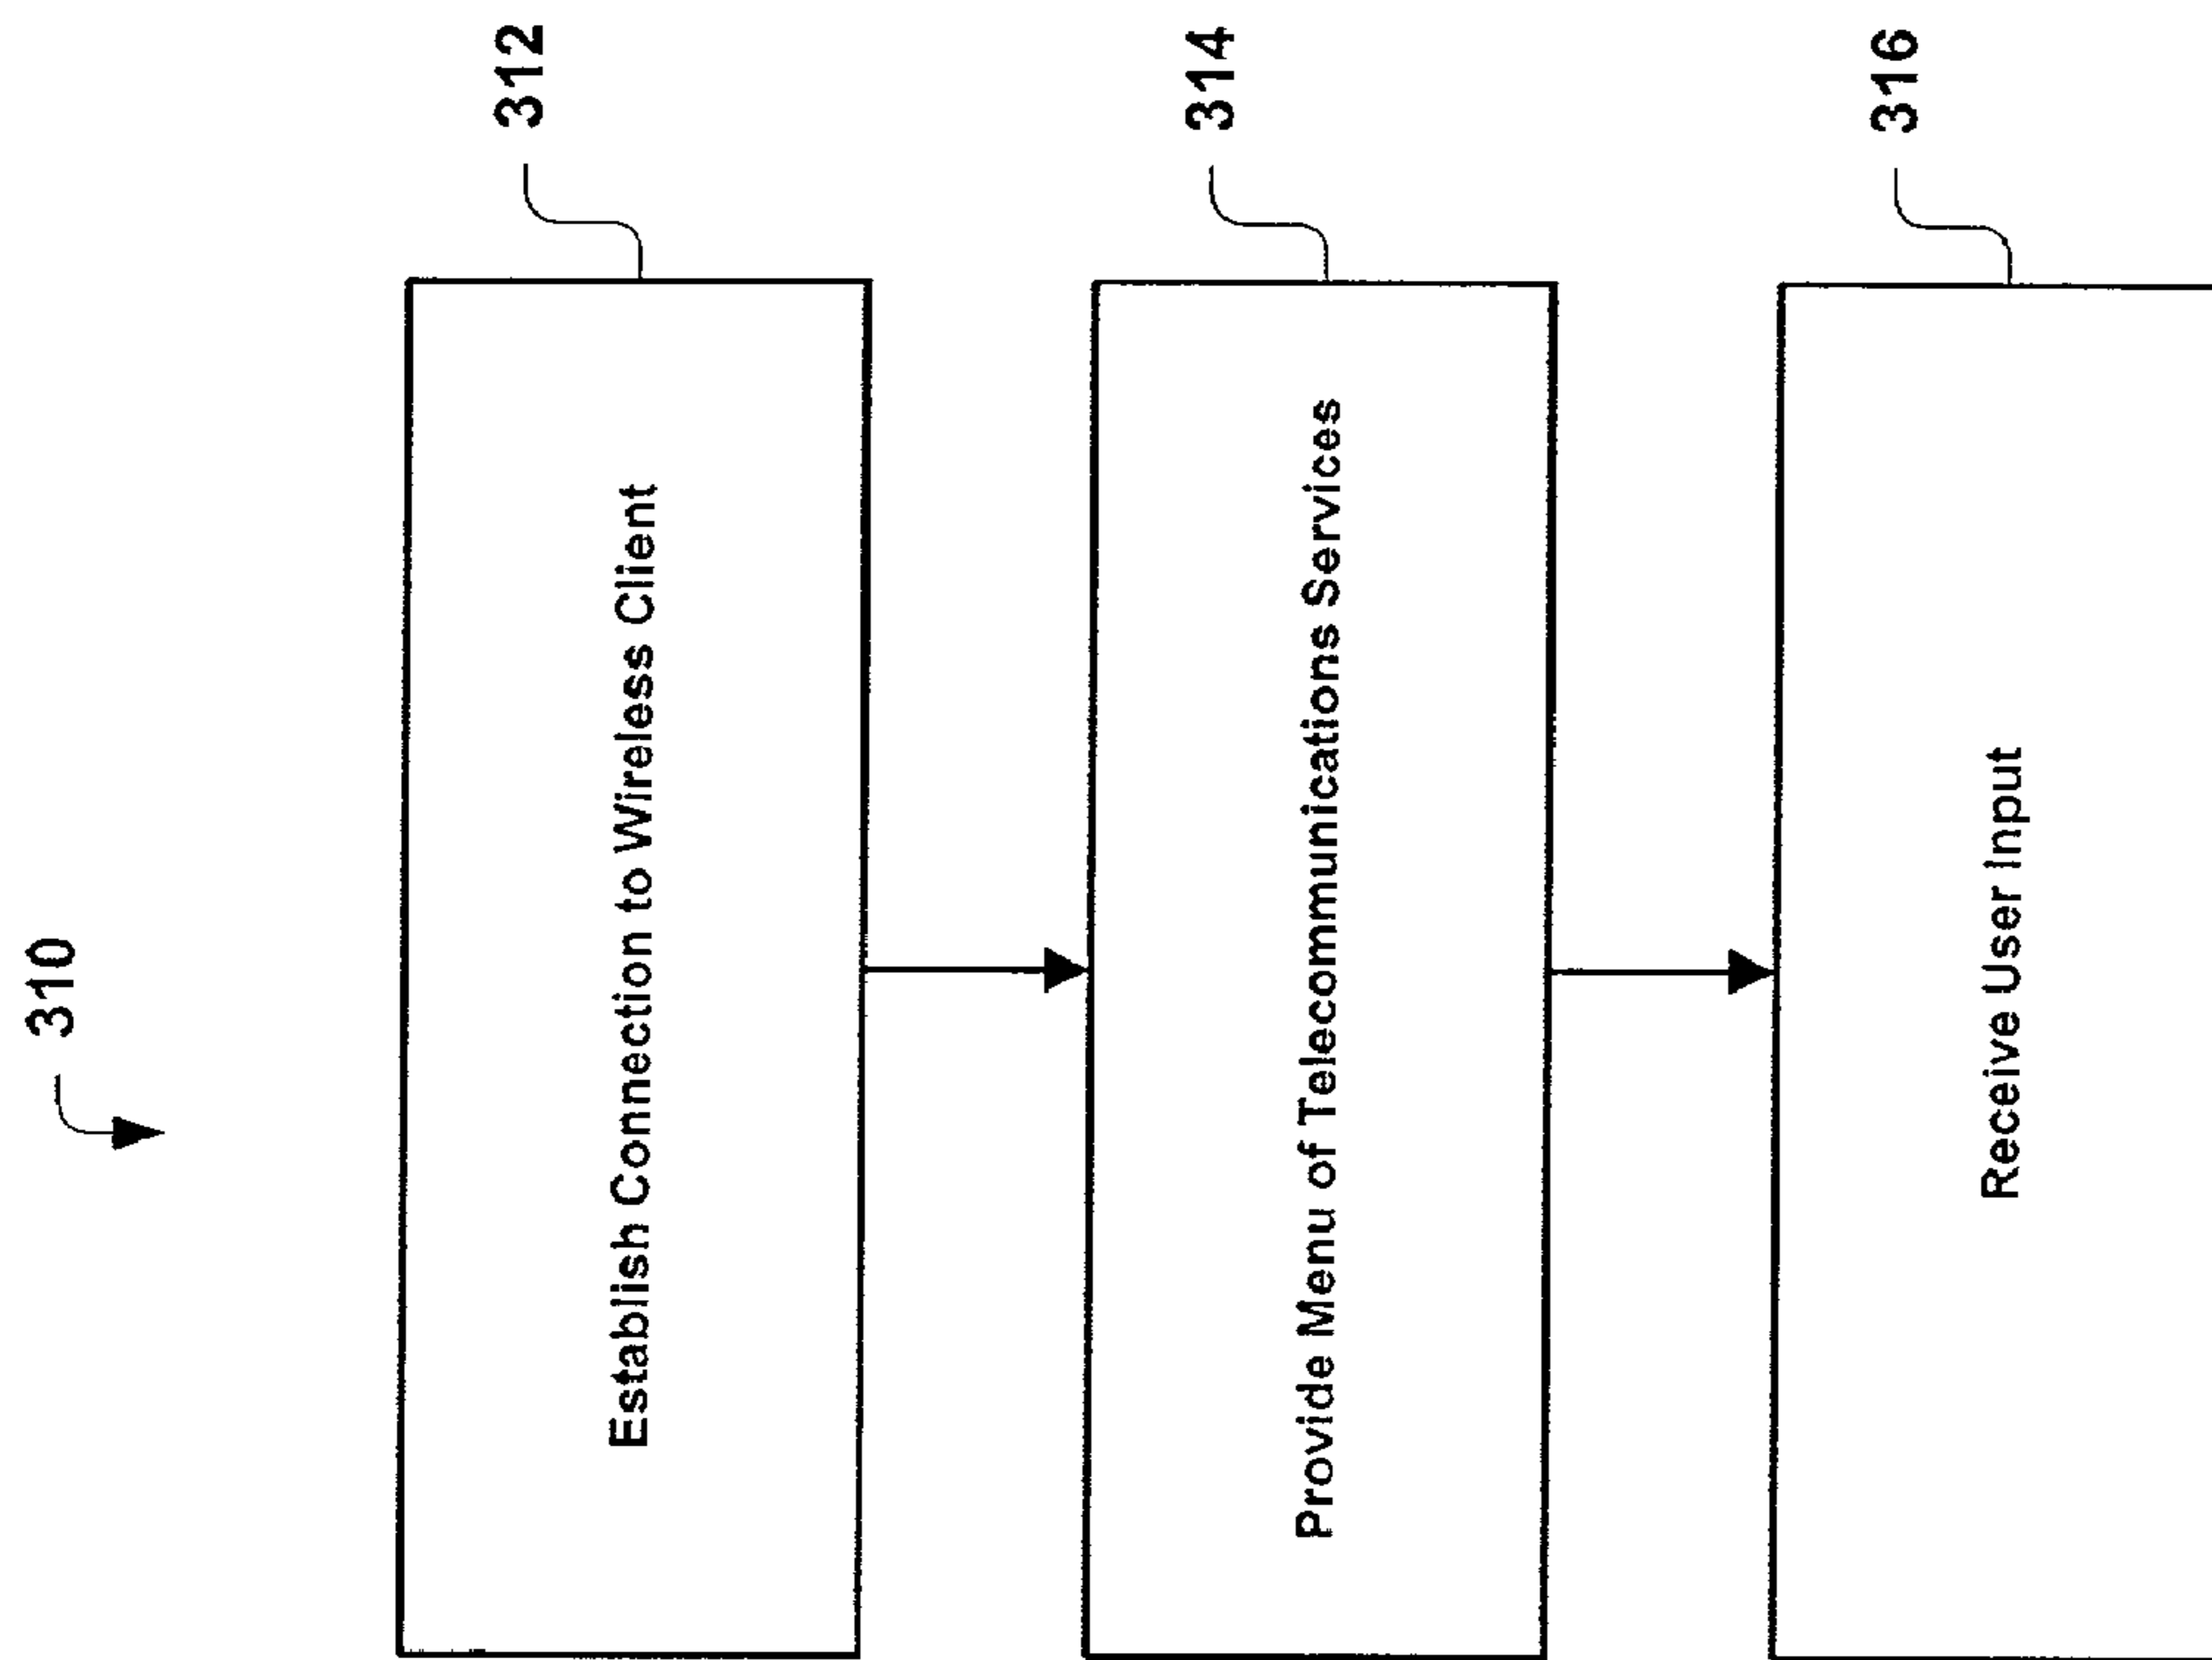 310
312
Establish Connection to Wireless Client
314
Provide Menu of Telecommunications Services
316
Receive User Input